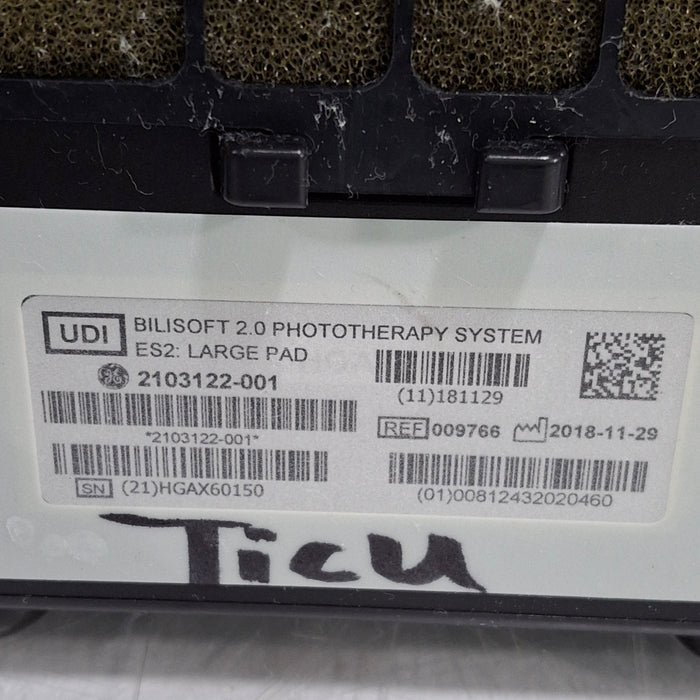 UDI
BILISOFT 2.0 PHOTOTHERAPY SYSTEM
ES2: LARGE PAD
GE 2103122-001
(11)181129
*2103122-001*
REF 009766 2018-11-29
SN (21)HGAX60150
(01)00812432020460
TicU